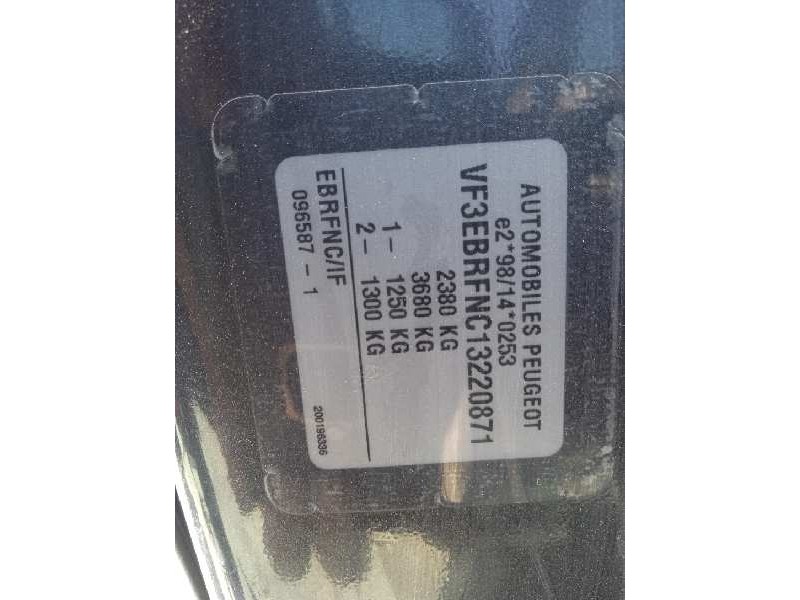 AUTOMOBILES PEUGEOT
e2*98/14*0253
VF3EBRFNC13220871
2380 KG
3680 KG
1- 1250 KG
2- 1300 KG
EBRFNC/IF
096587 - 1
200196336